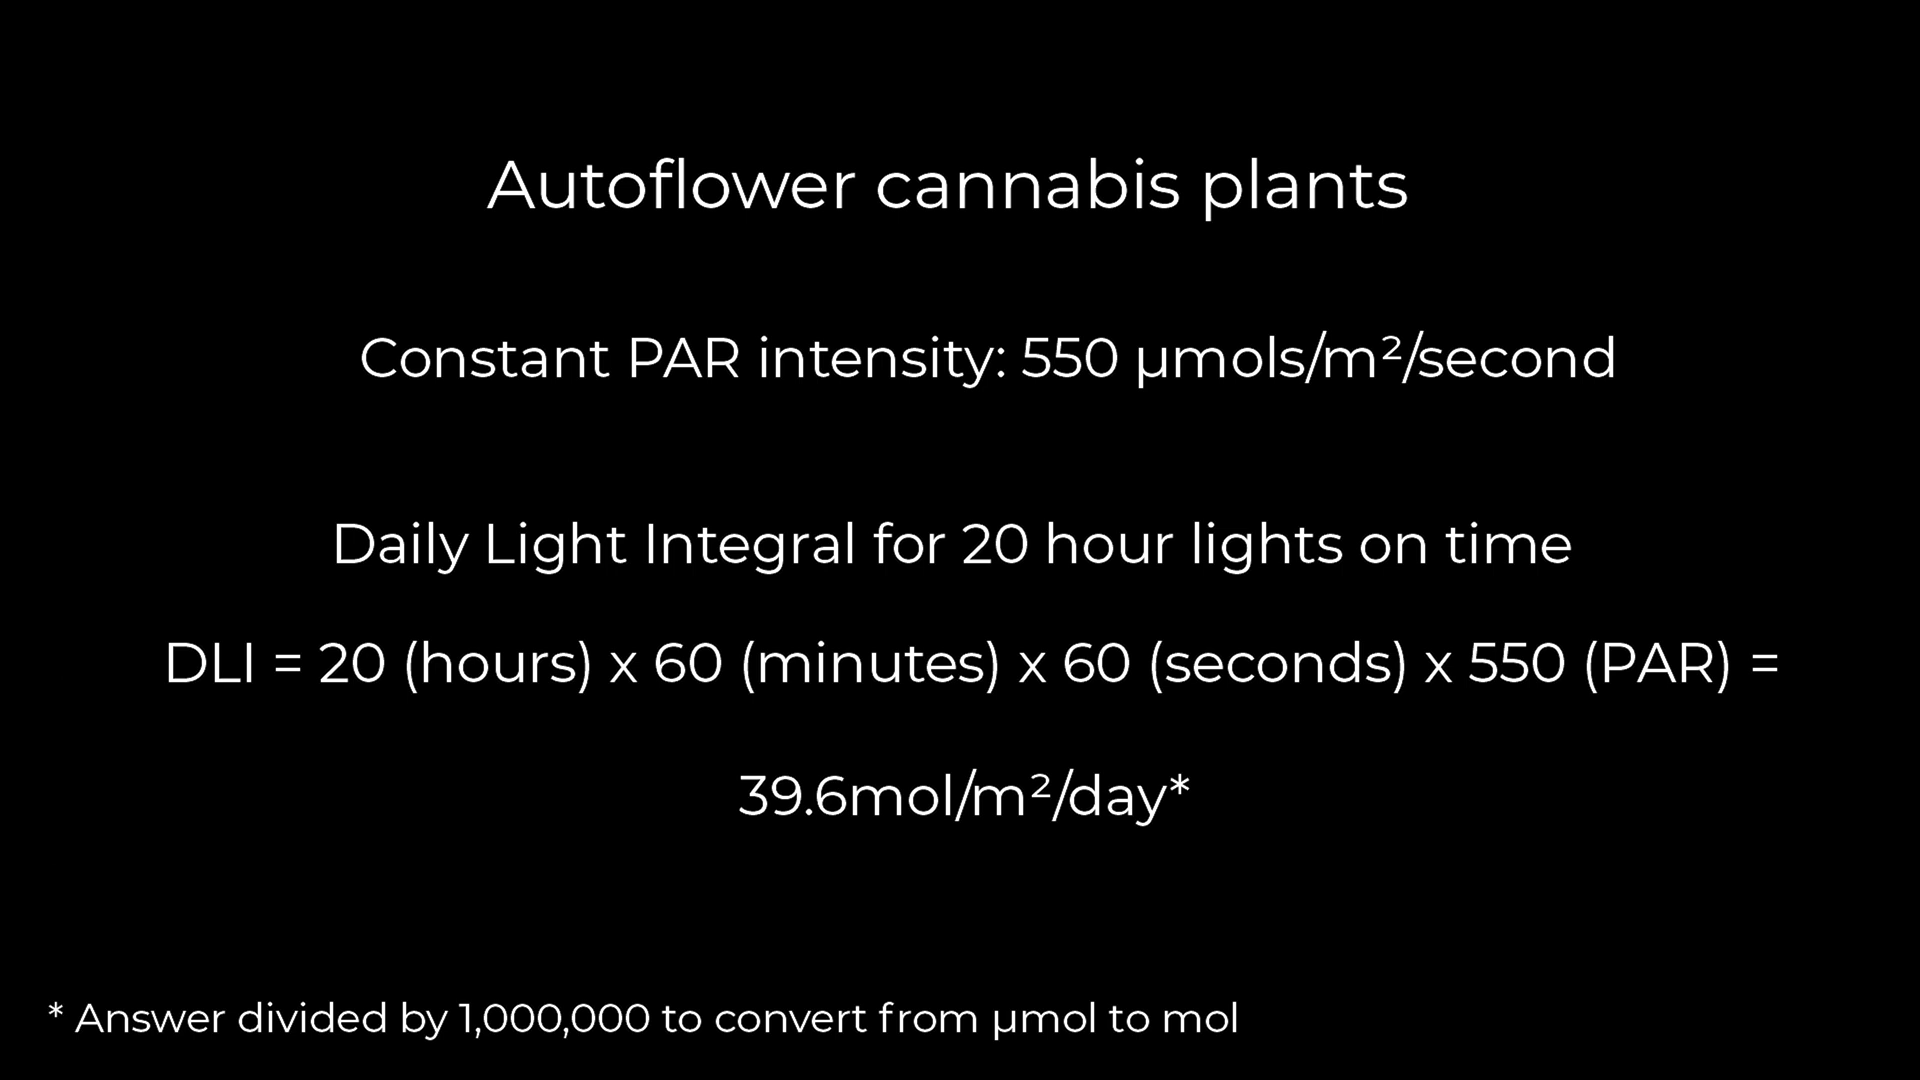 Autoflower cannabis plants
Constant PAR intensity: 550 µmols/m²/second
Daily Light Integral for 20 hour lights on time
DLI = 20 (hours) x 60 (minutes) x 60 (seconds) x 550 (PAR) =
39.6mol/m²/day*
* Answer divided by 1,000,000 to convert from µmol to mol